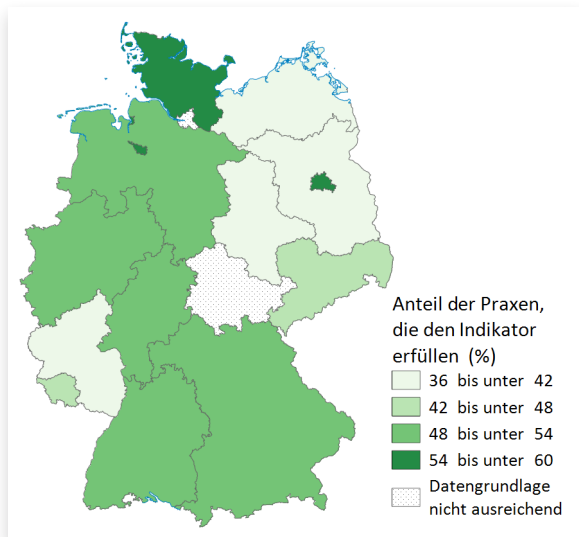 Anteil der Praxen,
die den Indikator
erfüllen (%)
36 bis unter 42
42 bis unter 48
48 bis unter 54
54 bis unter 60
Datengrundlage
nicht ausreichend